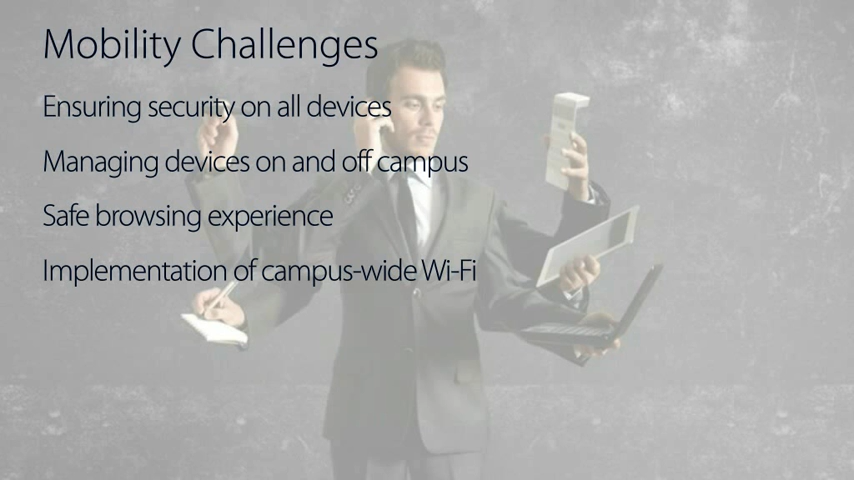 Mobility Challenges
Ensuring security on all devices
Managing devices on and off campus
Safe browsing experience
Implementation of campus-wide Wi-Fi